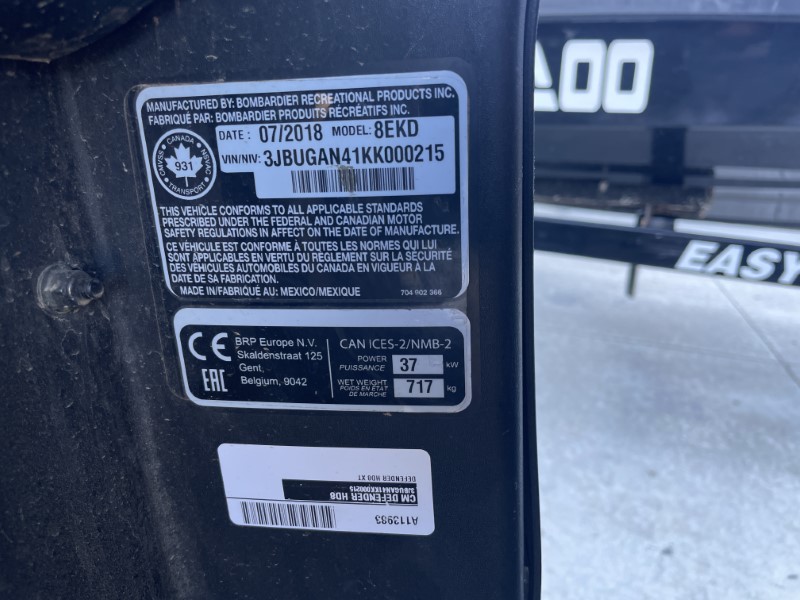 MANUFACTURED BY: BOMBARDIER RECREATIONAL PRODUCTS INC.
FABRIQUÉ PAR: BOMBARDIER PRODUITS RÉCRÉATIFS INC.
DATE : 07/2018 MODEL: 8EKD
VIN/NIV: 3JBUGAN41KK000215
CANADA
CMVSS
NSVAC
931
TRANSPORT
THIS VEHICLE CONFORMS TO ALL APPLICABLE STANDARDS
PRESCRIBED UNDER THE FEDERAL AND CANADIAN MOTOR
SAFETY REGULATIONS IN AFFECT ON THE DATE OF MANUFACTURE.
CE VÉHICULE EST CONFORME À TOUTES LES NORMES QUI LUI
SONT APPLICABLES EN VERTU DU RÈGLEMENT SUR LA SÉCURITÉ
DES VÉHICULES AUTOMOBILES DU CANADA EN VIGUEUR À LA
DATE DE SA FABRICATION.
MADE IN/FABRIQUÉ AU: MEXICO/MEXIQUE 704 902 366
CE
EAC
BRP Europe N.V.
Skaldenstraat 125
Gent,
Belgium, 9042
CAN ICES-2/NMB-2
POWER
PUISSANCE 37 kW
WET WEIGHT
POIDS EN ÉTAT
DE MARCHE 717 kg
A113983
CM DEFENDER HD8
3JBUGAN41KK000215
DEFENDER HD0 XT
OO
EASY